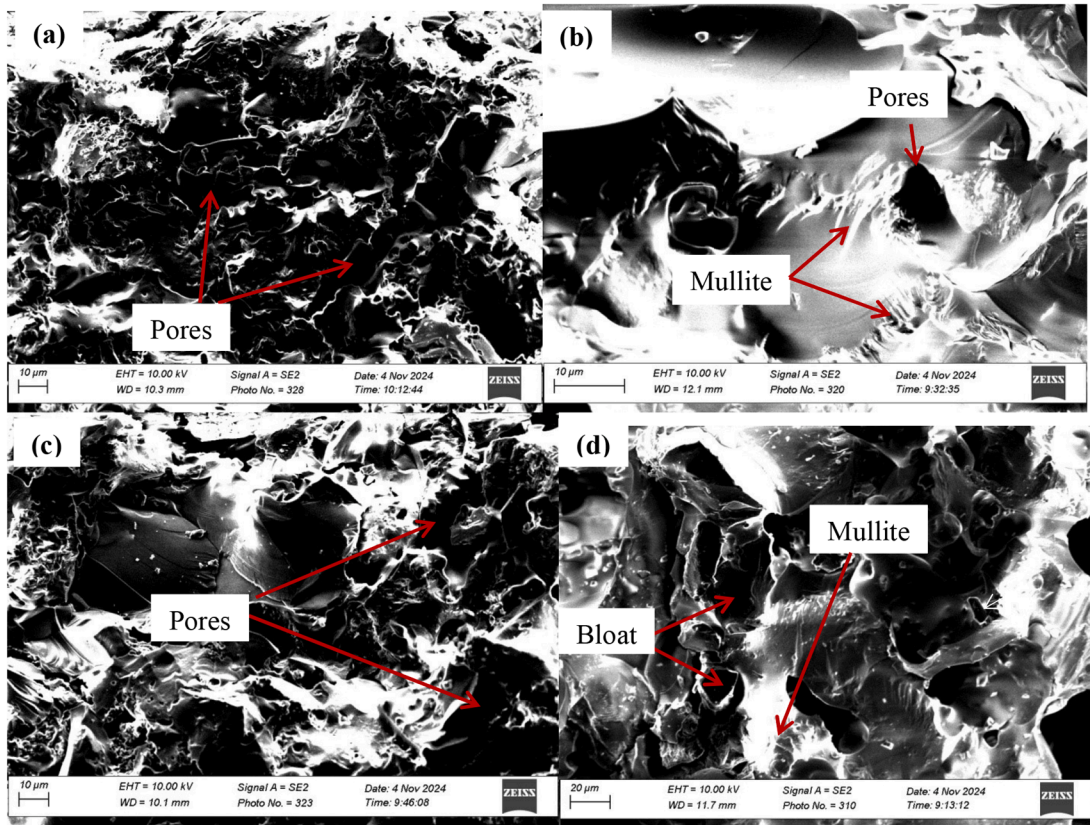 (a)
Pores
10 µm
EHT = 10.00 kV
WD = 10.3 mm
Signal A = SE2
Photo No. = 328
Date: 4 Nov 2024
Time: 10:12:44
ZEISS
(b)
Pores
Mullite
10 µm
EHT = 10.00 kV
WD = 12.1 mm
Signal A = SE2
Photo No. = 320
Date: 4 Nov 2024
Time: 9:32:35
ZEISS
(c)
Pores
10 µm
EHT = 10.00 kV
WD = 10.1 mm
Signal A = SE2
Photo No. = 323
Date: 4 Nov 2024
Time: 9:46:08
ZEISS
(d)
Mullite
Bloat
20 µm
EHT = 10.00 kV
WD = 11.7 mm
Signal A = SE2
Photo No. = 310
Date: 4 Nov 2024
Time: 9:13:12
ZEISS